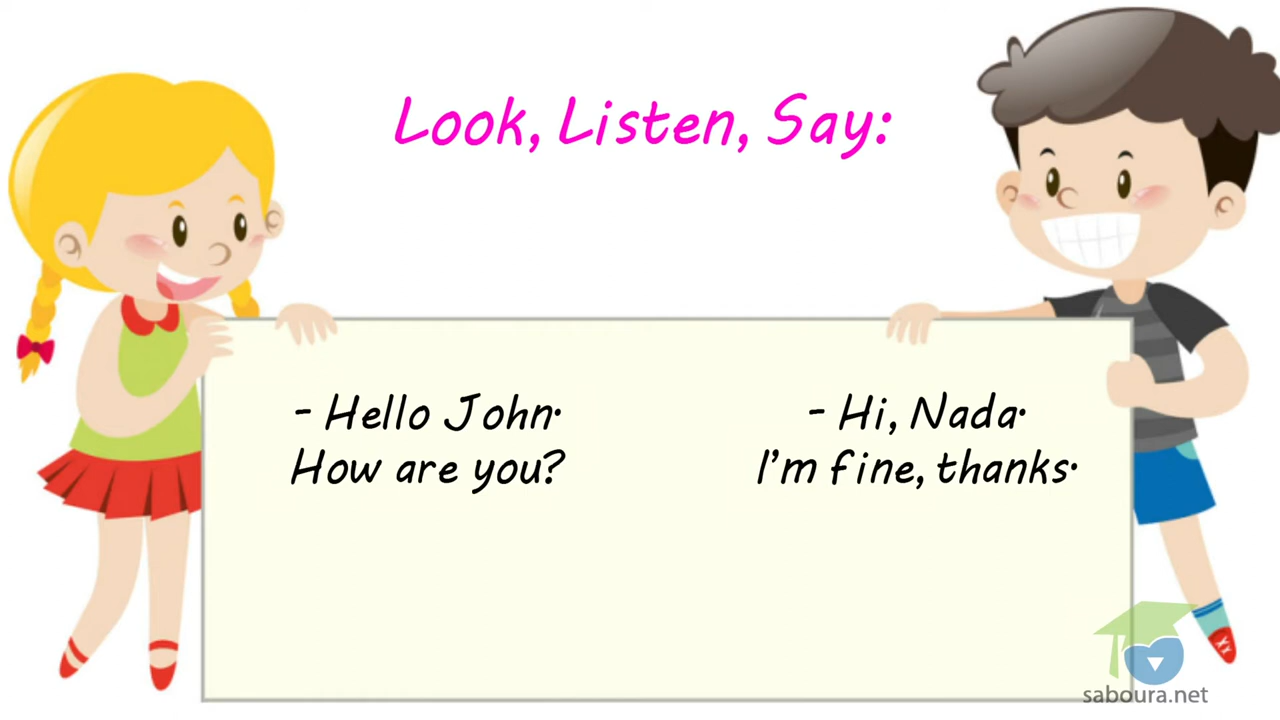 Look, Listen, Say:
- Hello John.
How are you?
- Hi, Nada.
I'm fine, thanks.
saboura.net